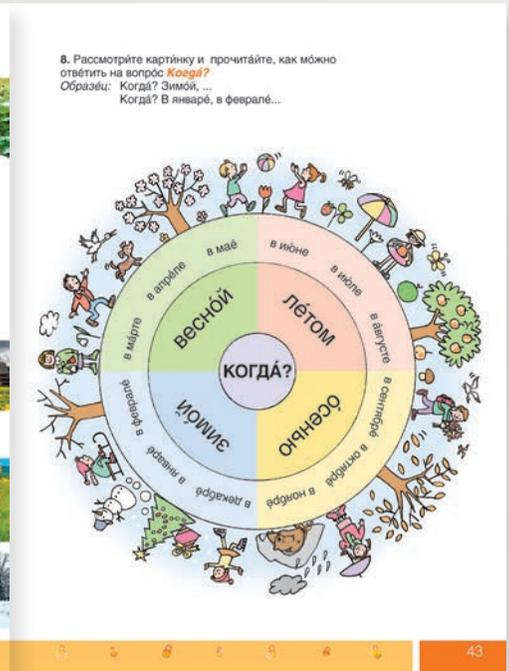 8. Рассмотри́те карти́нку и прочита́йте, как мо́жно
отве́тить на вопро́с Когда́?
Образе́ц: Когда́? Зимо́й, ...
Когда́? В январе́, в феврале́...
в ма́рте
в апре́ле
в мае́
в ию́не
в ию́ле
в а́вгусте
в сентябре́
в октябре́
в ноябре́
в декабре́
в январе́
в феврале́
весно́й
ле́том
о́сенью
зимо́й
КОГДА́?
43